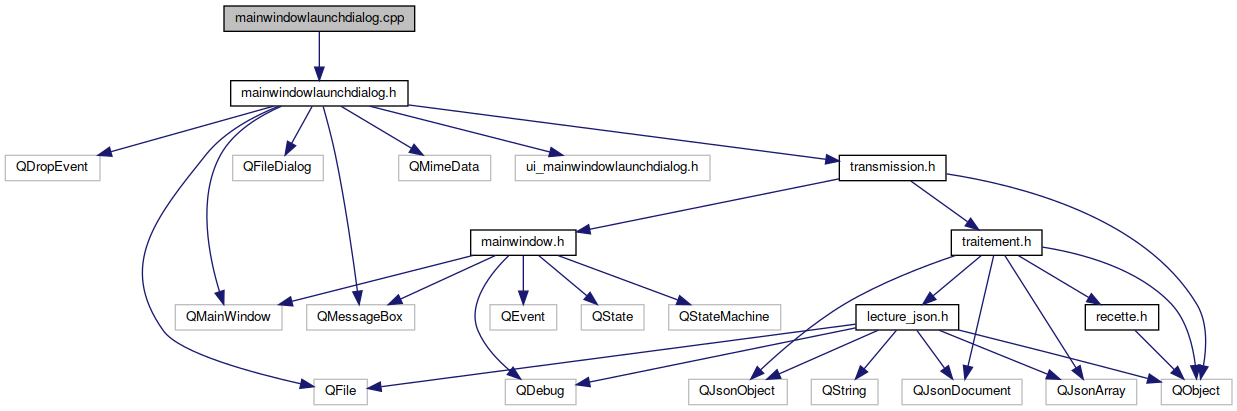 mainwindowlaunchdialog.cpp
mainwindowlaunchdialog.h
QDropEvent
QFileDialog
QMimeData
ui_mainwindowlaunchdialog.h
transmission.h
mainwindow.h
traitement.h
QMainWindow
QMessageBox
QEvent
QState
QStateMachine
lecture_json.h
recette.h
QFile
QDebug
QJsonObject
QString
QJsonDocument
QJsonArray
QObject